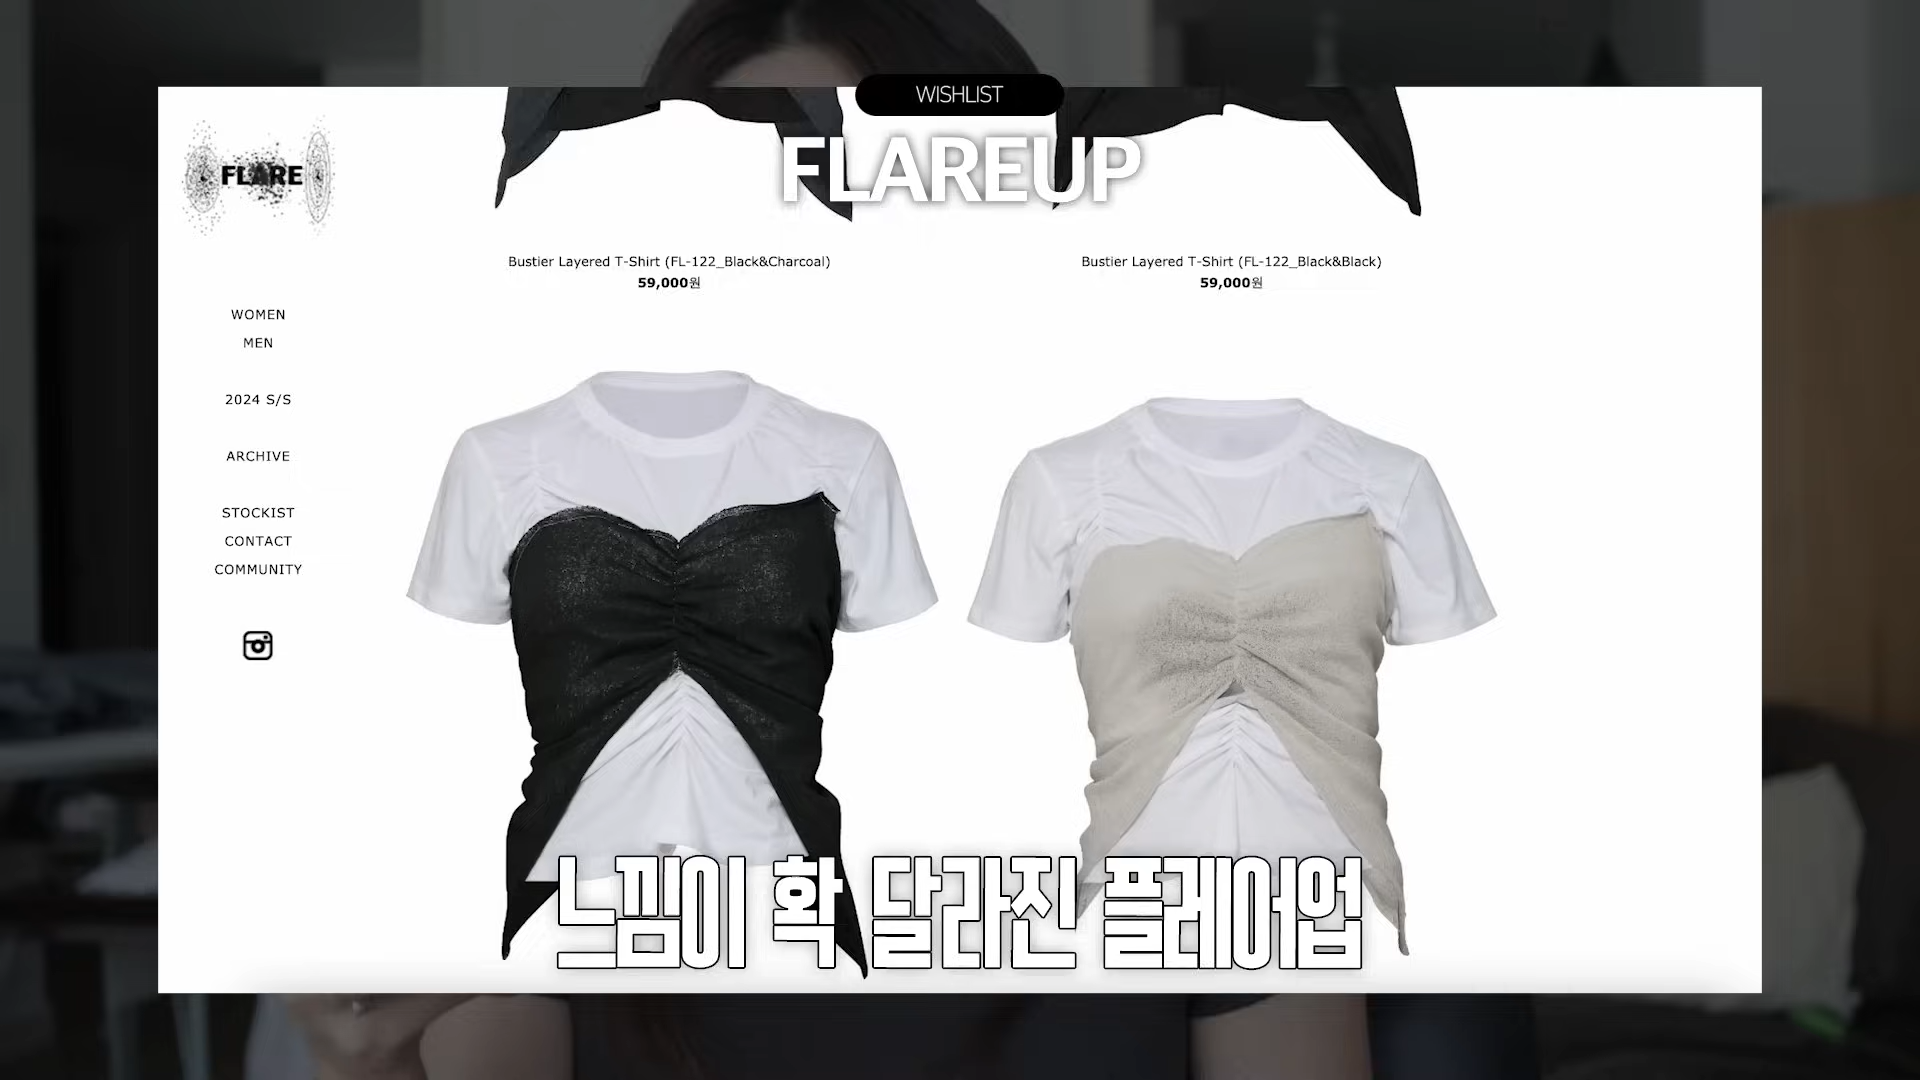 WISHLIST
FLAREUP
FLARE
Bustier Layered T-Shirt (FL-122_Black&Charcoal)
59,000원
Bustier Layered T-Shirt (FL-122_Black&Black)
59,000원
WOMEN
MEN
2024 S/S
ARCHIVE
STOCKIST
CONTACT
COMMUNITY
느낌이 확 달라진 플레어업